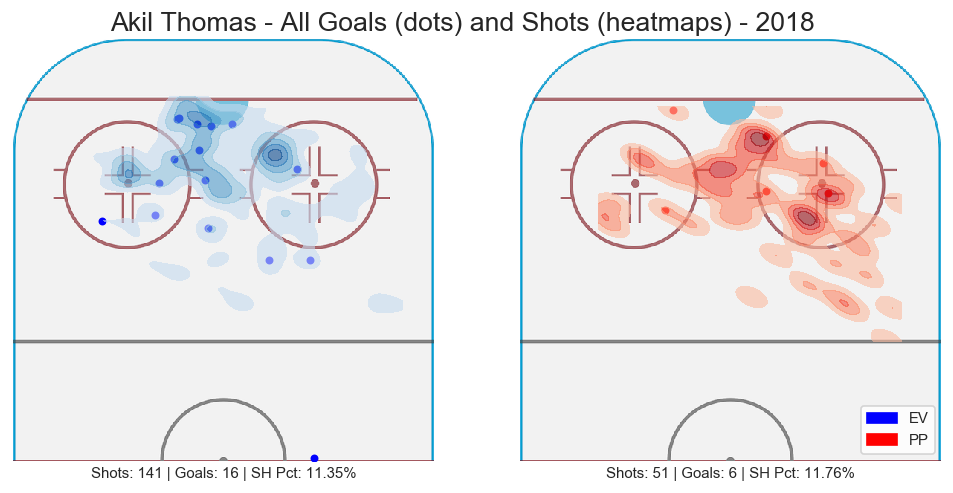 Akil Thomas - All Goals (dots) and Shots (heatmaps) - 2018
EV
PP
Shots: 141 | Goals: 16 | SH Pct: 11.35%
Shots: 51 | Goals: 6 | SH Pct: 11.76%